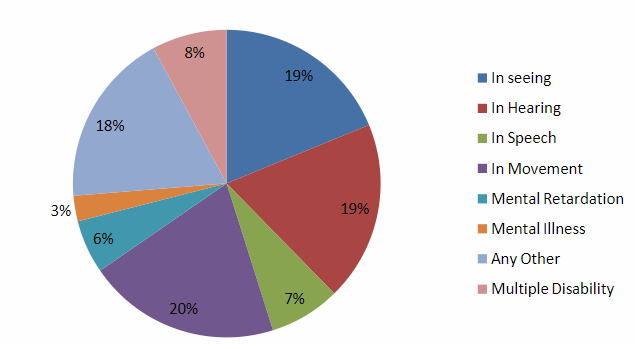 8%
19%
18%
3%
19%
6%
7%
20%
In seeing
In Hearing
In Speech
In Movement
Mental Retardation
Mental Illness
Any Other
Multiple Disability